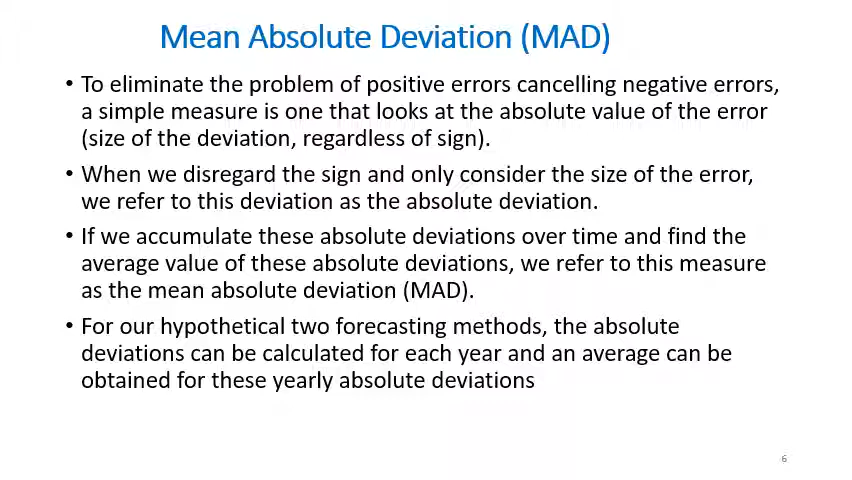 Mean Absolute Deviation (MAD)
• To eliminate the problem of positive errors cancelling negative errors,
a simple measure is one that looks at the absolute value of the error
(size of the deviation, regardless of sign).
• When we disregard the sign and only consider the size of the error,
we refer to this deviation as the absolute deviation.
• If we accumulate these absolute deviations over time and find the
average value of these absolute deviations, we refer to this measure
as the mean absolute deviation (MAD).
• For our hypothetical two forecasting methods, the absolute
deviations can be calculated for each year and an average can be
obtained for these yearly absolute deviations
6